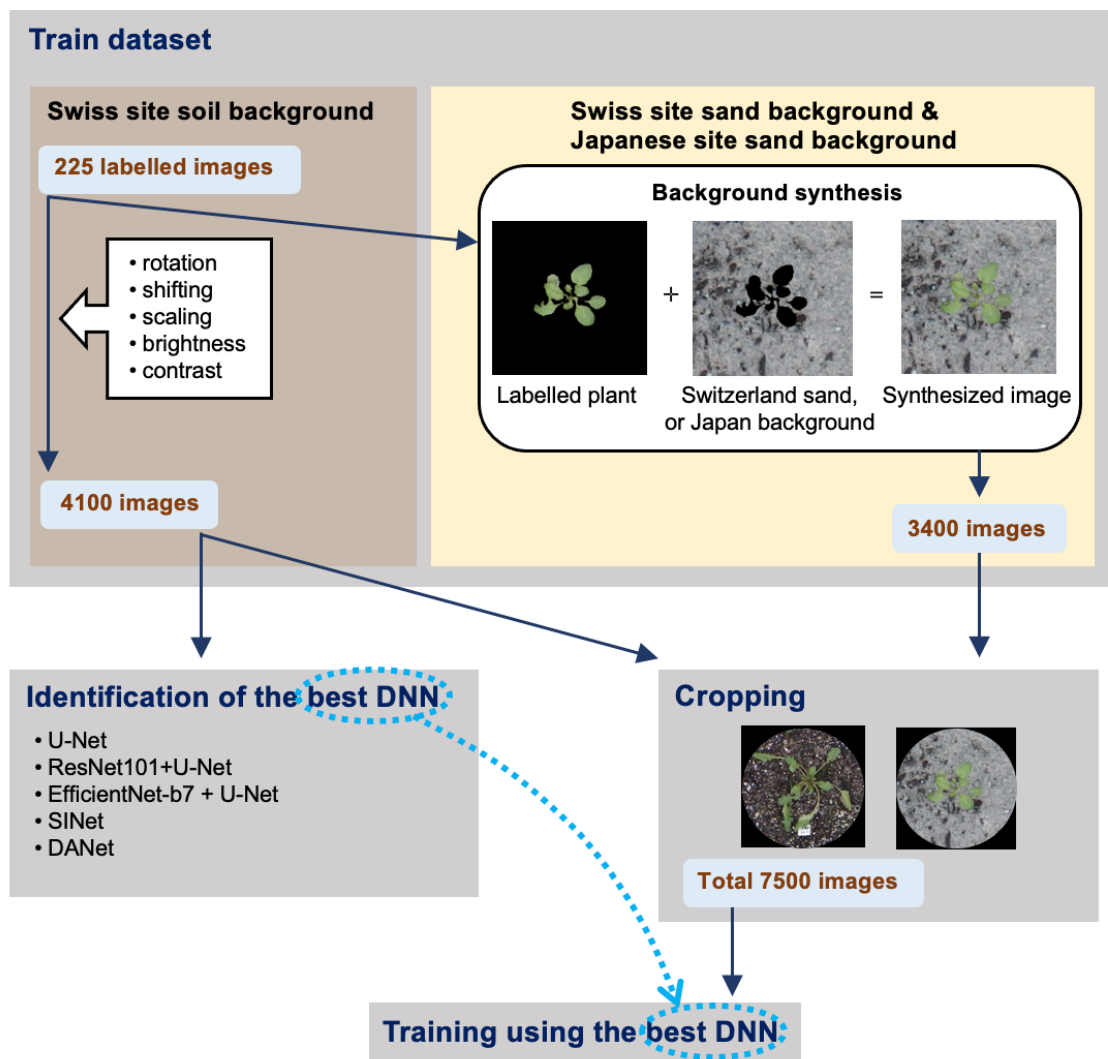 Train dataset
Swiss site soil background
225 labelled images
• rotation
• shifting
• scaling
• brightness
• contrast
4100 images
Swiss site sand background &
Japanese site sand background
Background synthesis
+
=
Labelled plant
Switzerland sand,
or Japan background
Synthesized image
3400 images
Identification of the best DNN
• U-Net
• ResNet101+U-Net
• EfficientNet-b7 + U-Net
• SINet
• DANet
Cropping
Total 7500 images
Training using the best DNN